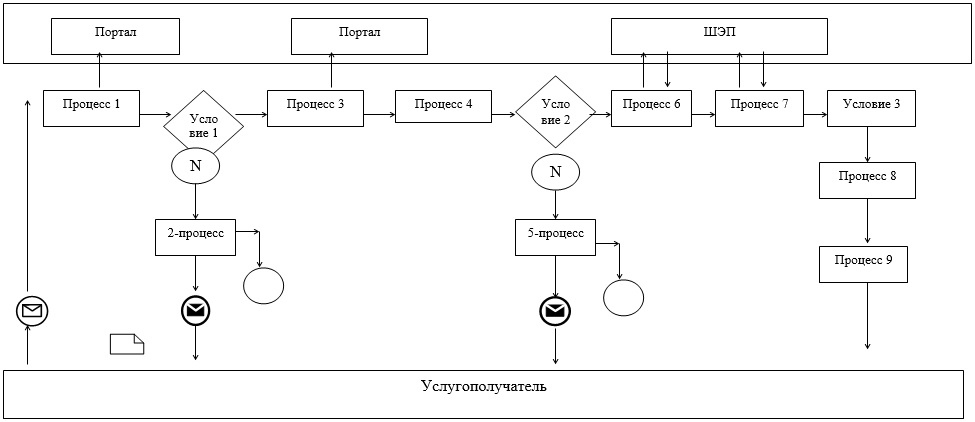 Портал
Портал
ШЭП
Процесс 1
Усло
вие 1
Процесс 3
Процесс 4
Усло
вие 2
Процесс 6
Процесс 7
Условие 3
N
N
Процесс 8
2-процесс
5-процесс
Процесс 9
Услугополучатель